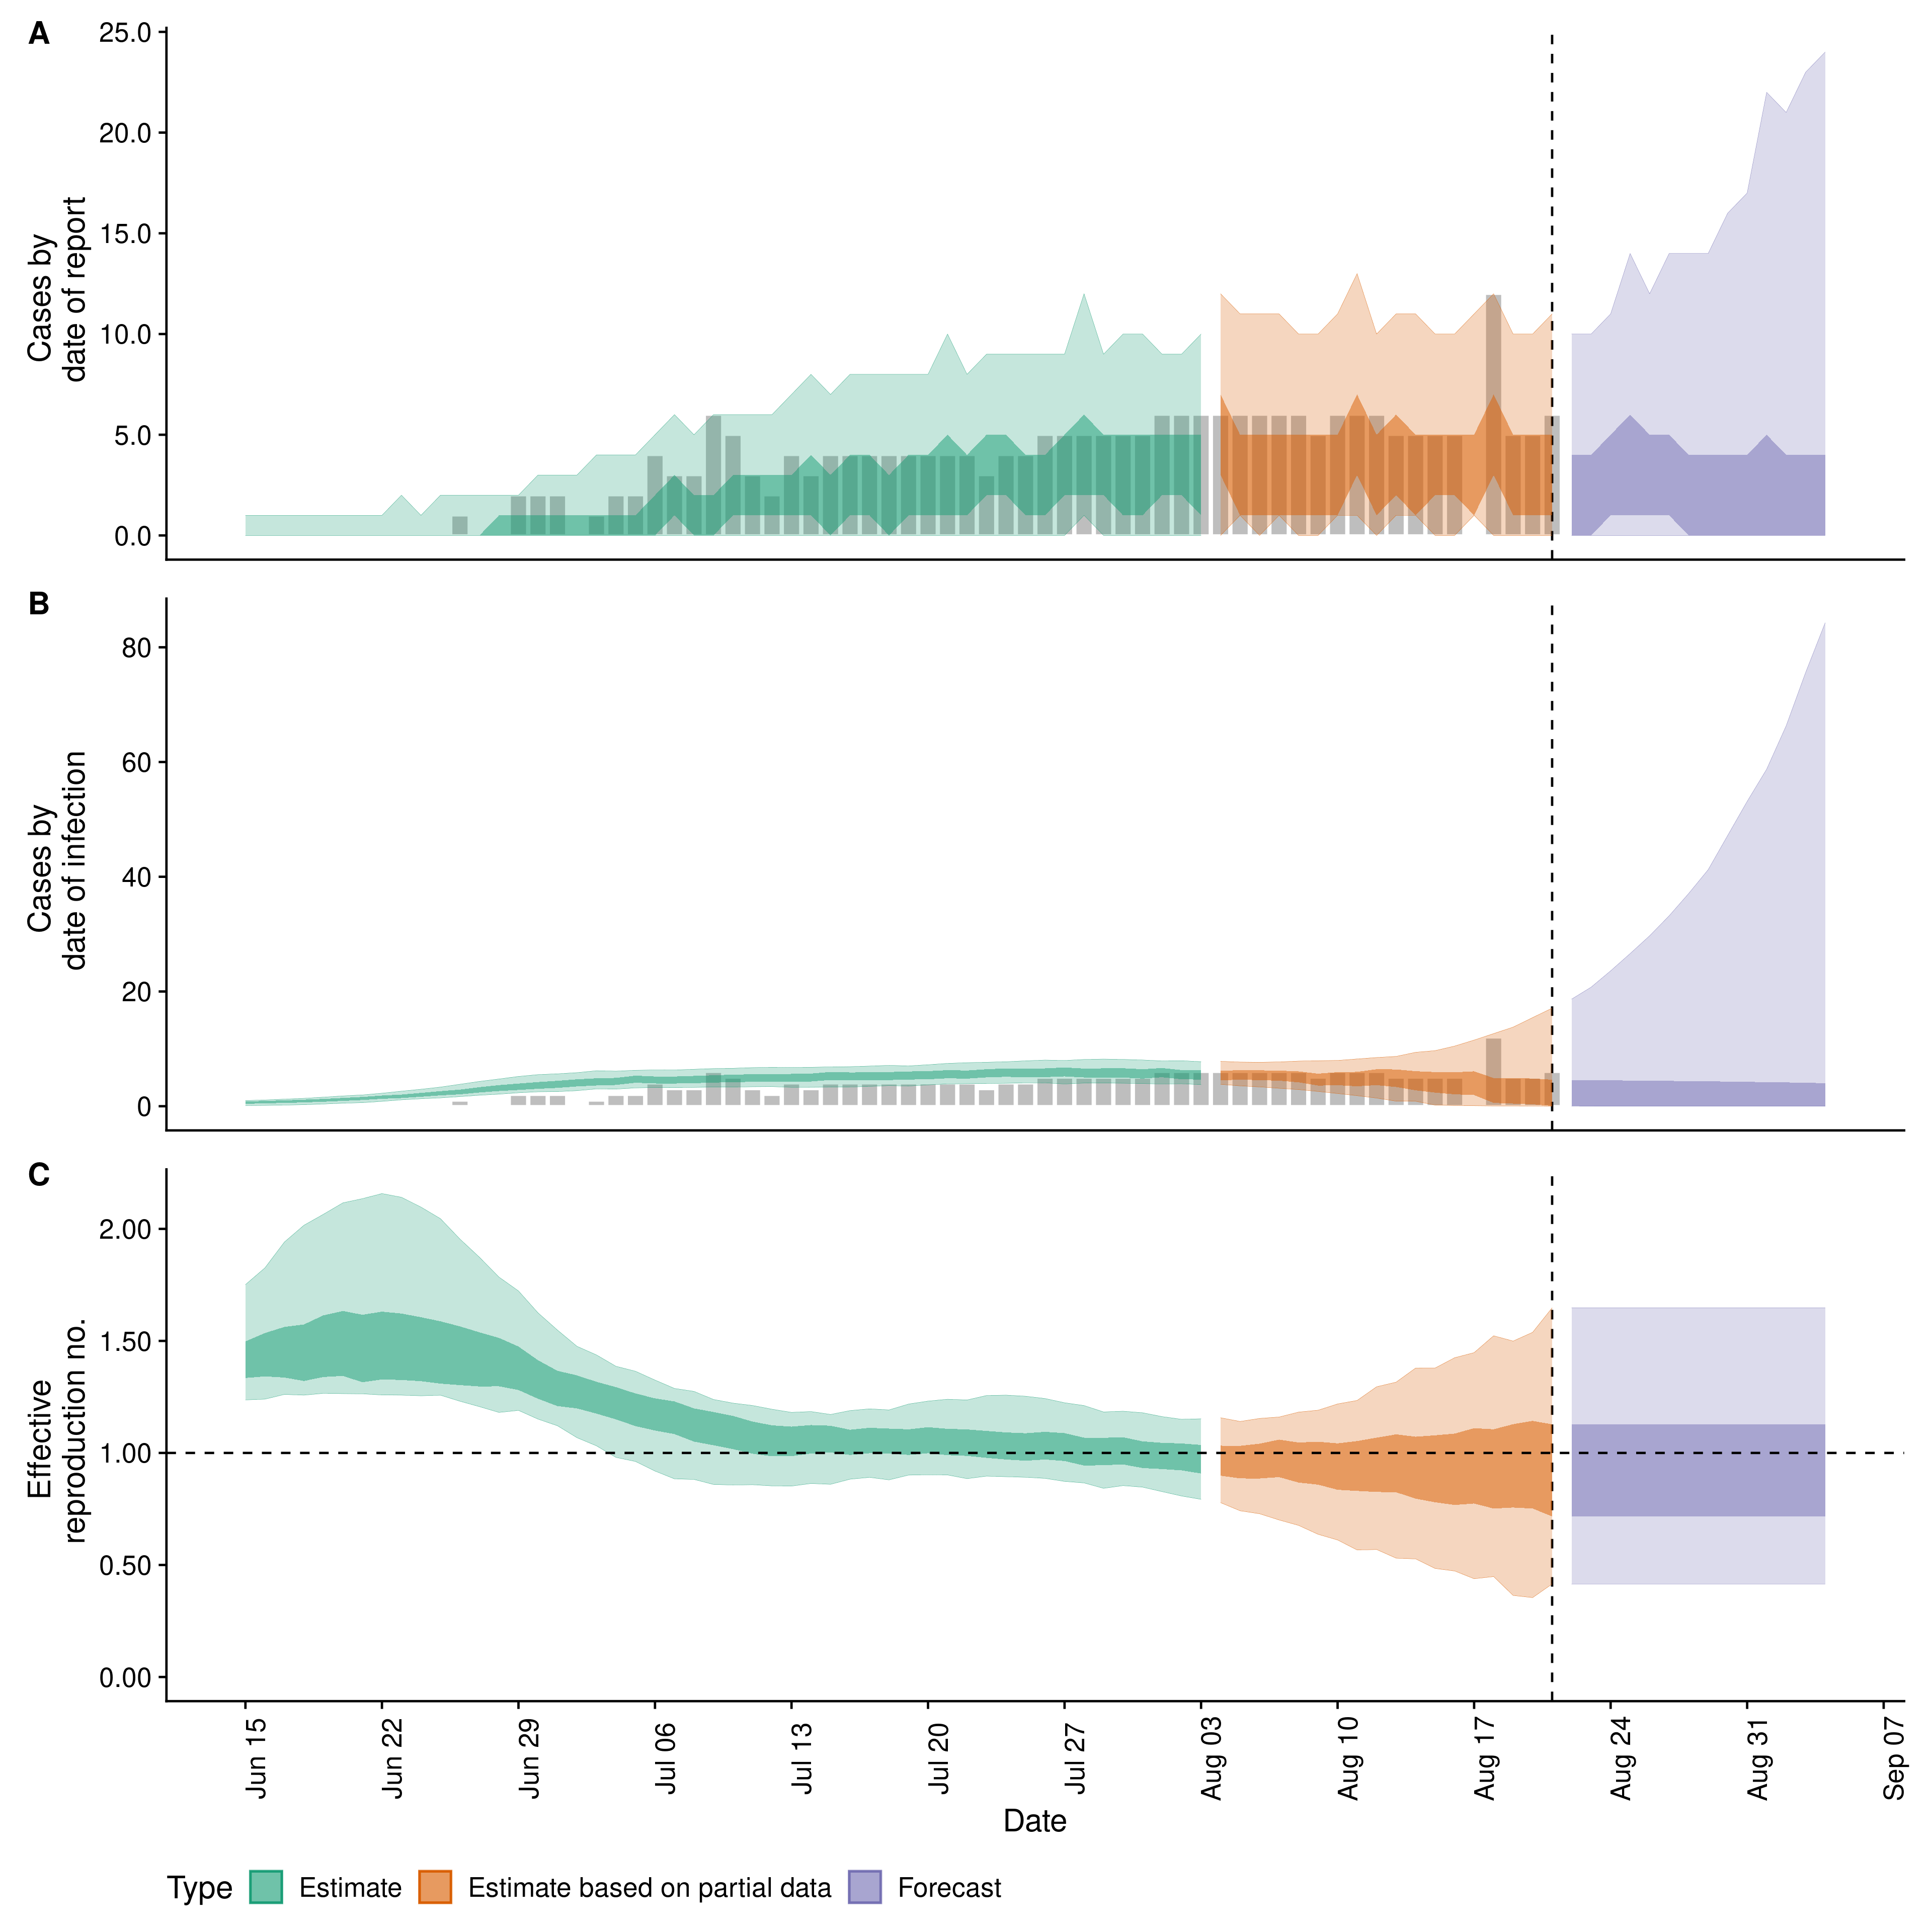 A
Cases by
date of report
25.0
20.0
15.0
10.0
5.0
0.0
B
Cases by
date of infection
80
60
40
20
0
C
Effective
reproduction no.
2.00
1.50
1.00
0.50
0.00
Jun 15
Jun 22
Jun 29
Jul 06
Jul 13
Jul 20
Jul 27
Aug 03
Aug 10
Aug 17
Aug 24
Aug 31
Sep 07
Date
Type Estimate Estimate based on partial data Forecast